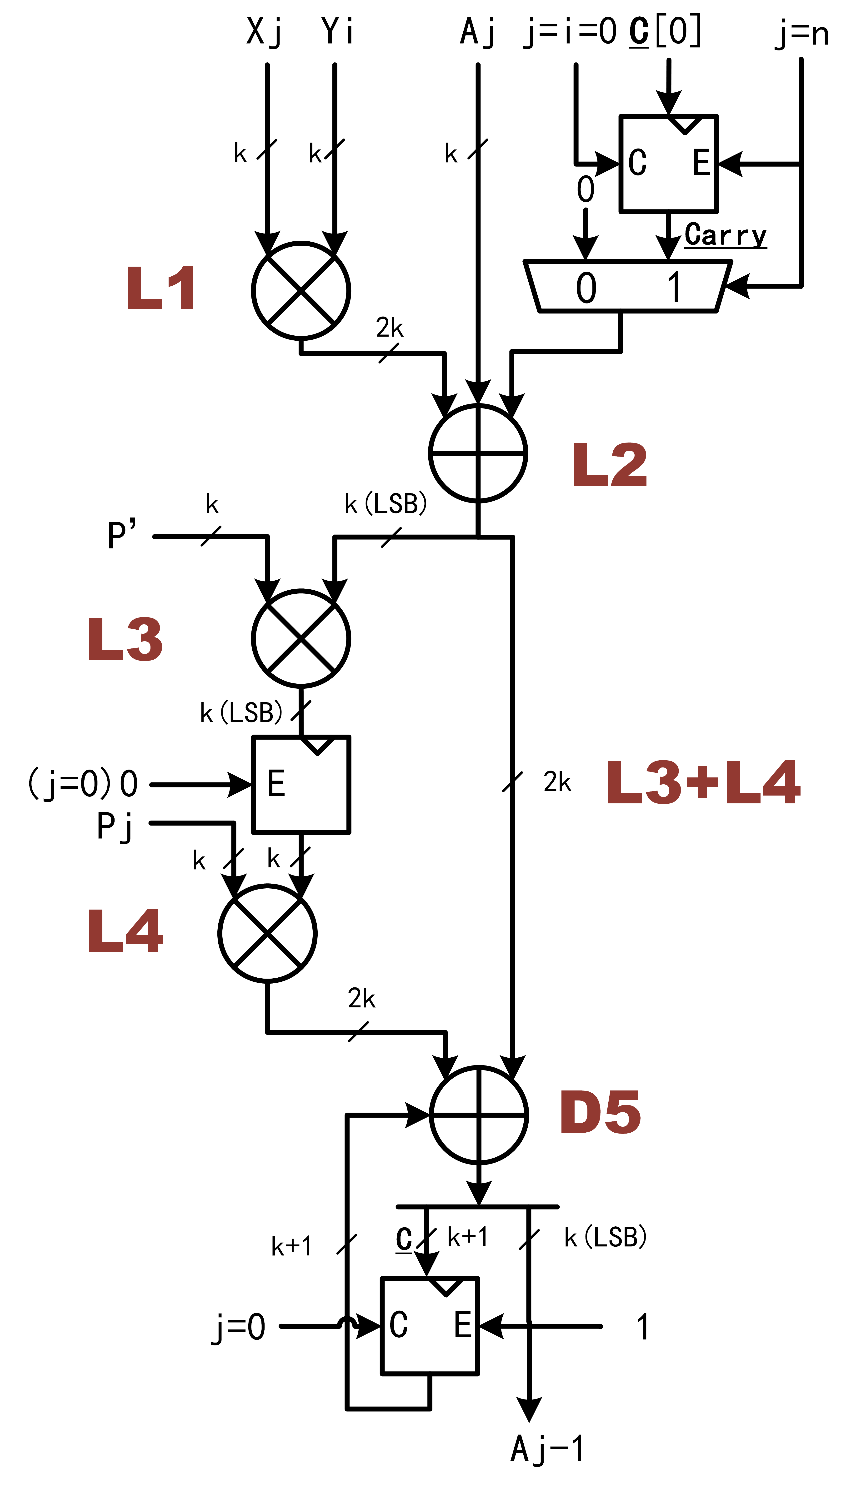 Xj Yi Aj j=i=0 C[0] j=n
k k k C E
0
Carry
L1 0 1
2k
L2
k(LSB)
k
P'
L3
k(LSB)
(j=0)0 E 2k L3+L4
Pj
k k
L4
2k
D5
k+1 C k+1 k(LSB)
j=0 C E 1
Aj-1